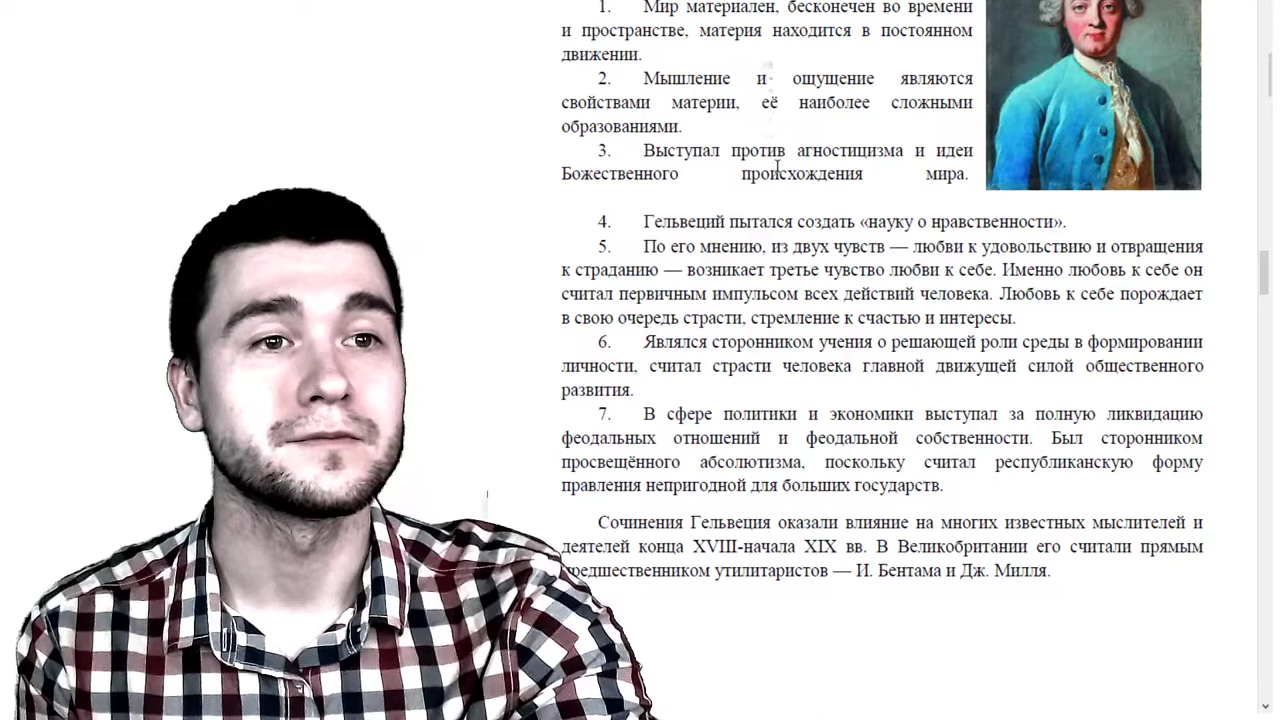 1. Мир материален, бесконечен во времени
и пространстве, материя находится в постоянном
движении.
2. Мышление и ощущение являются
свойствами материи, её наиболее сложными
образованиями.
3. Выступал против агностицизма и идеи
Божественного происхождения мира.
4. Гельвеций пытался создать «науку о нравственности».
5. По его мнению, из двух чувств — любви к удовольствию и отвращения
к страданию — возникает третье чувство любви к себе. Именно любовь к себе он
считал первичным импульсом всех действий человека. Любовь к себе порождает
в свою очередь страсти, стремление к счастью и интересы.
6. Являлся сторонником учения о решающей роли среды в формировании
личности, считал страсти человека главной движущей силой общественного
развития.
7. В сфере политики и экономики выступал за полную ликвидацию
феодальных отношений и феодальной собственности. Был сторонником
просвещённого абсолютизма, поскольку считал республиканскую форму
правления непригодной для больших государств.
Сочинения Гельвеция оказали влияние на многих известных мыслителей и
деятелей конца XVIII-начала XIX вв. В Великобритании его считали прямым
предшественником утилитаристов — И. Бентама и Дж. Милля.